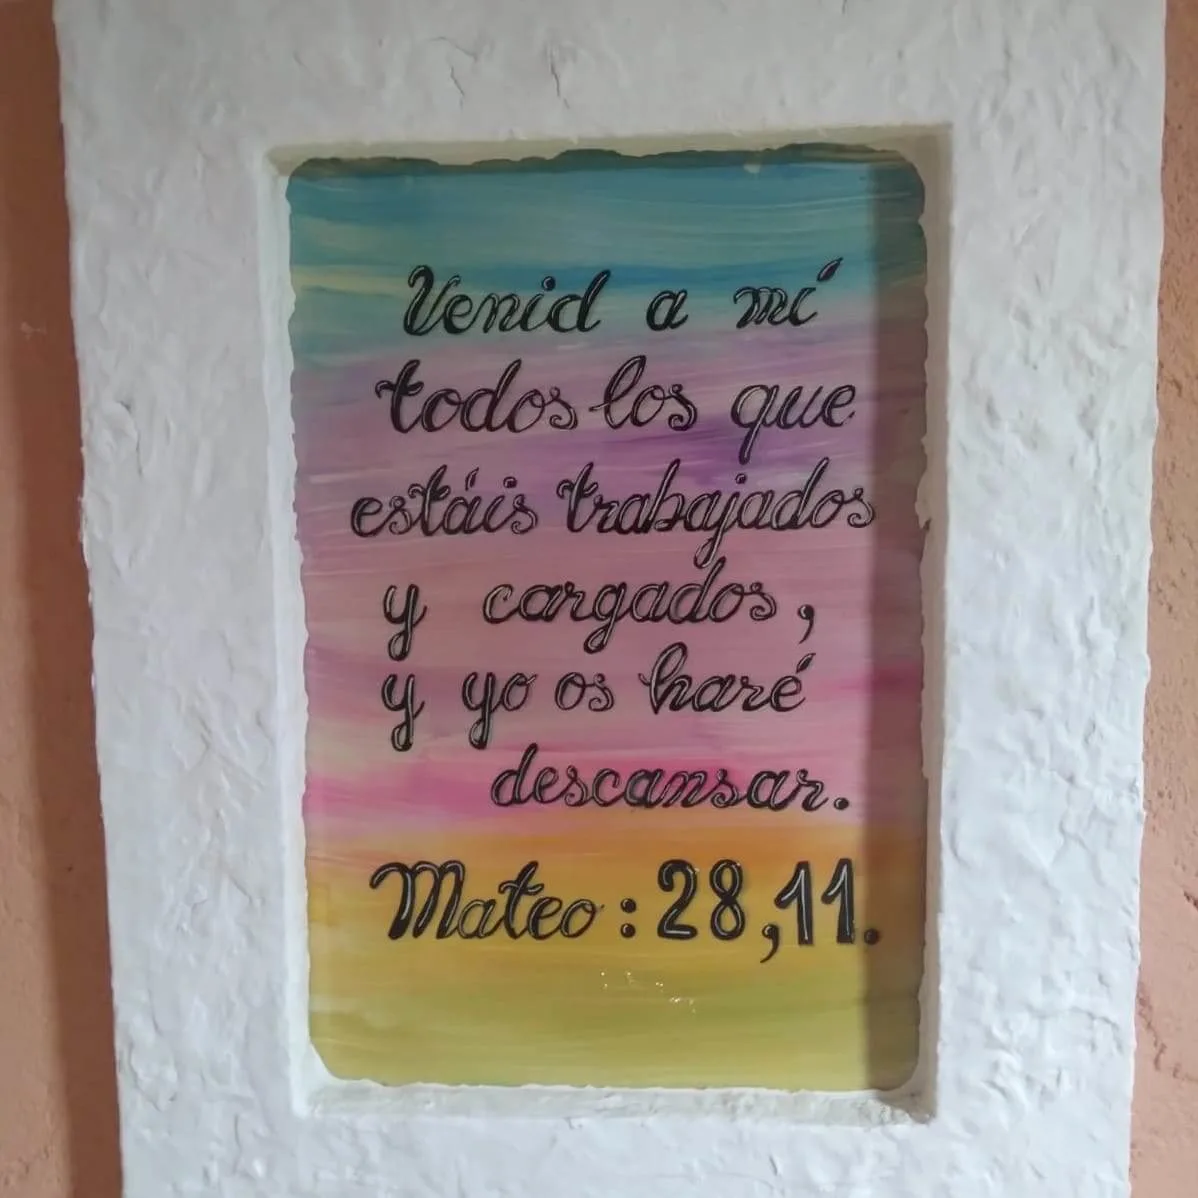 Venid a mí
todos los que
estáis trabajados
y cargados,
y yo os haré
descansar.
Mateo: 28,11.